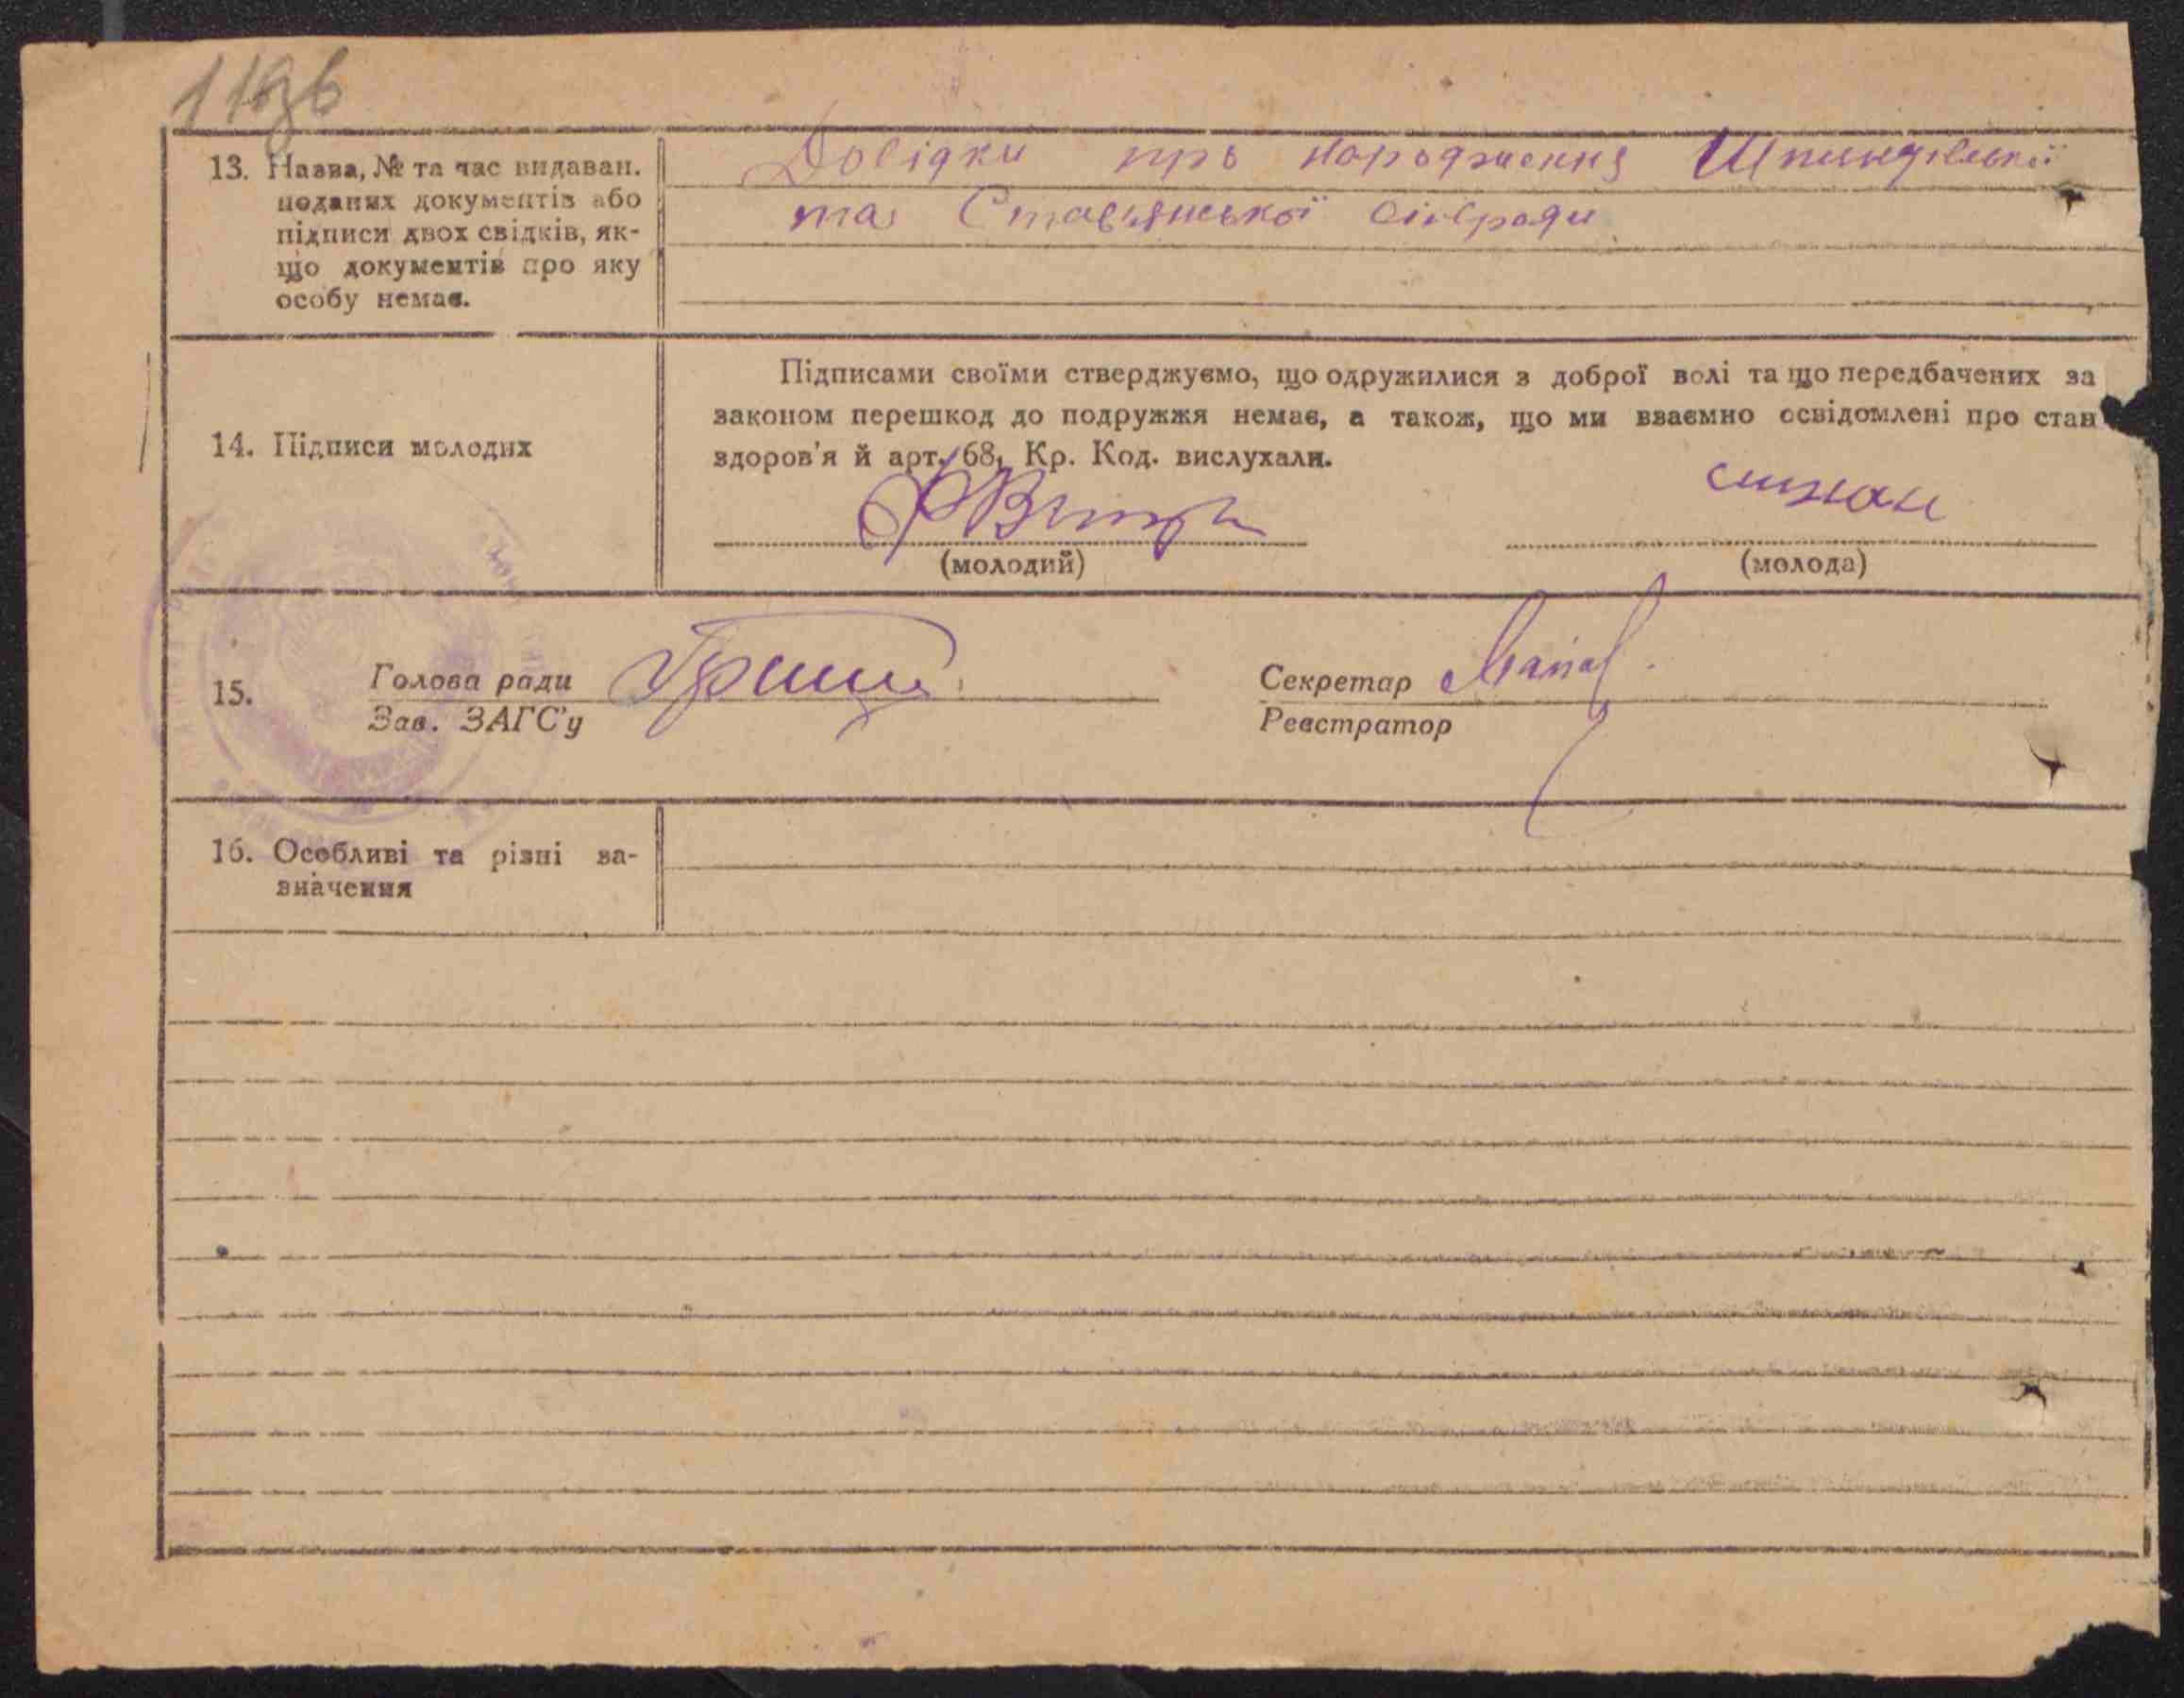 13. Назва, № та час видаван.
поданих документів або
підписи двох свідків, як-
що документів про яку
особу немає.
Довідки про народження
та сільради
14. Підписи молодих
Підписами своїми стверджуємо, що одружилися з доброї волі та що передбачених за
законом перешкод до подружжя немає, а також, що ми взаємно освідомлені про стан
здоров'я й арт. 68, Кр. Код. вислухали.
(молодий)
(молода)
15. Голова ради
Зав. ЗАГС'у
Секретар
Реєстратор
16. Особливі та різні за-
значення